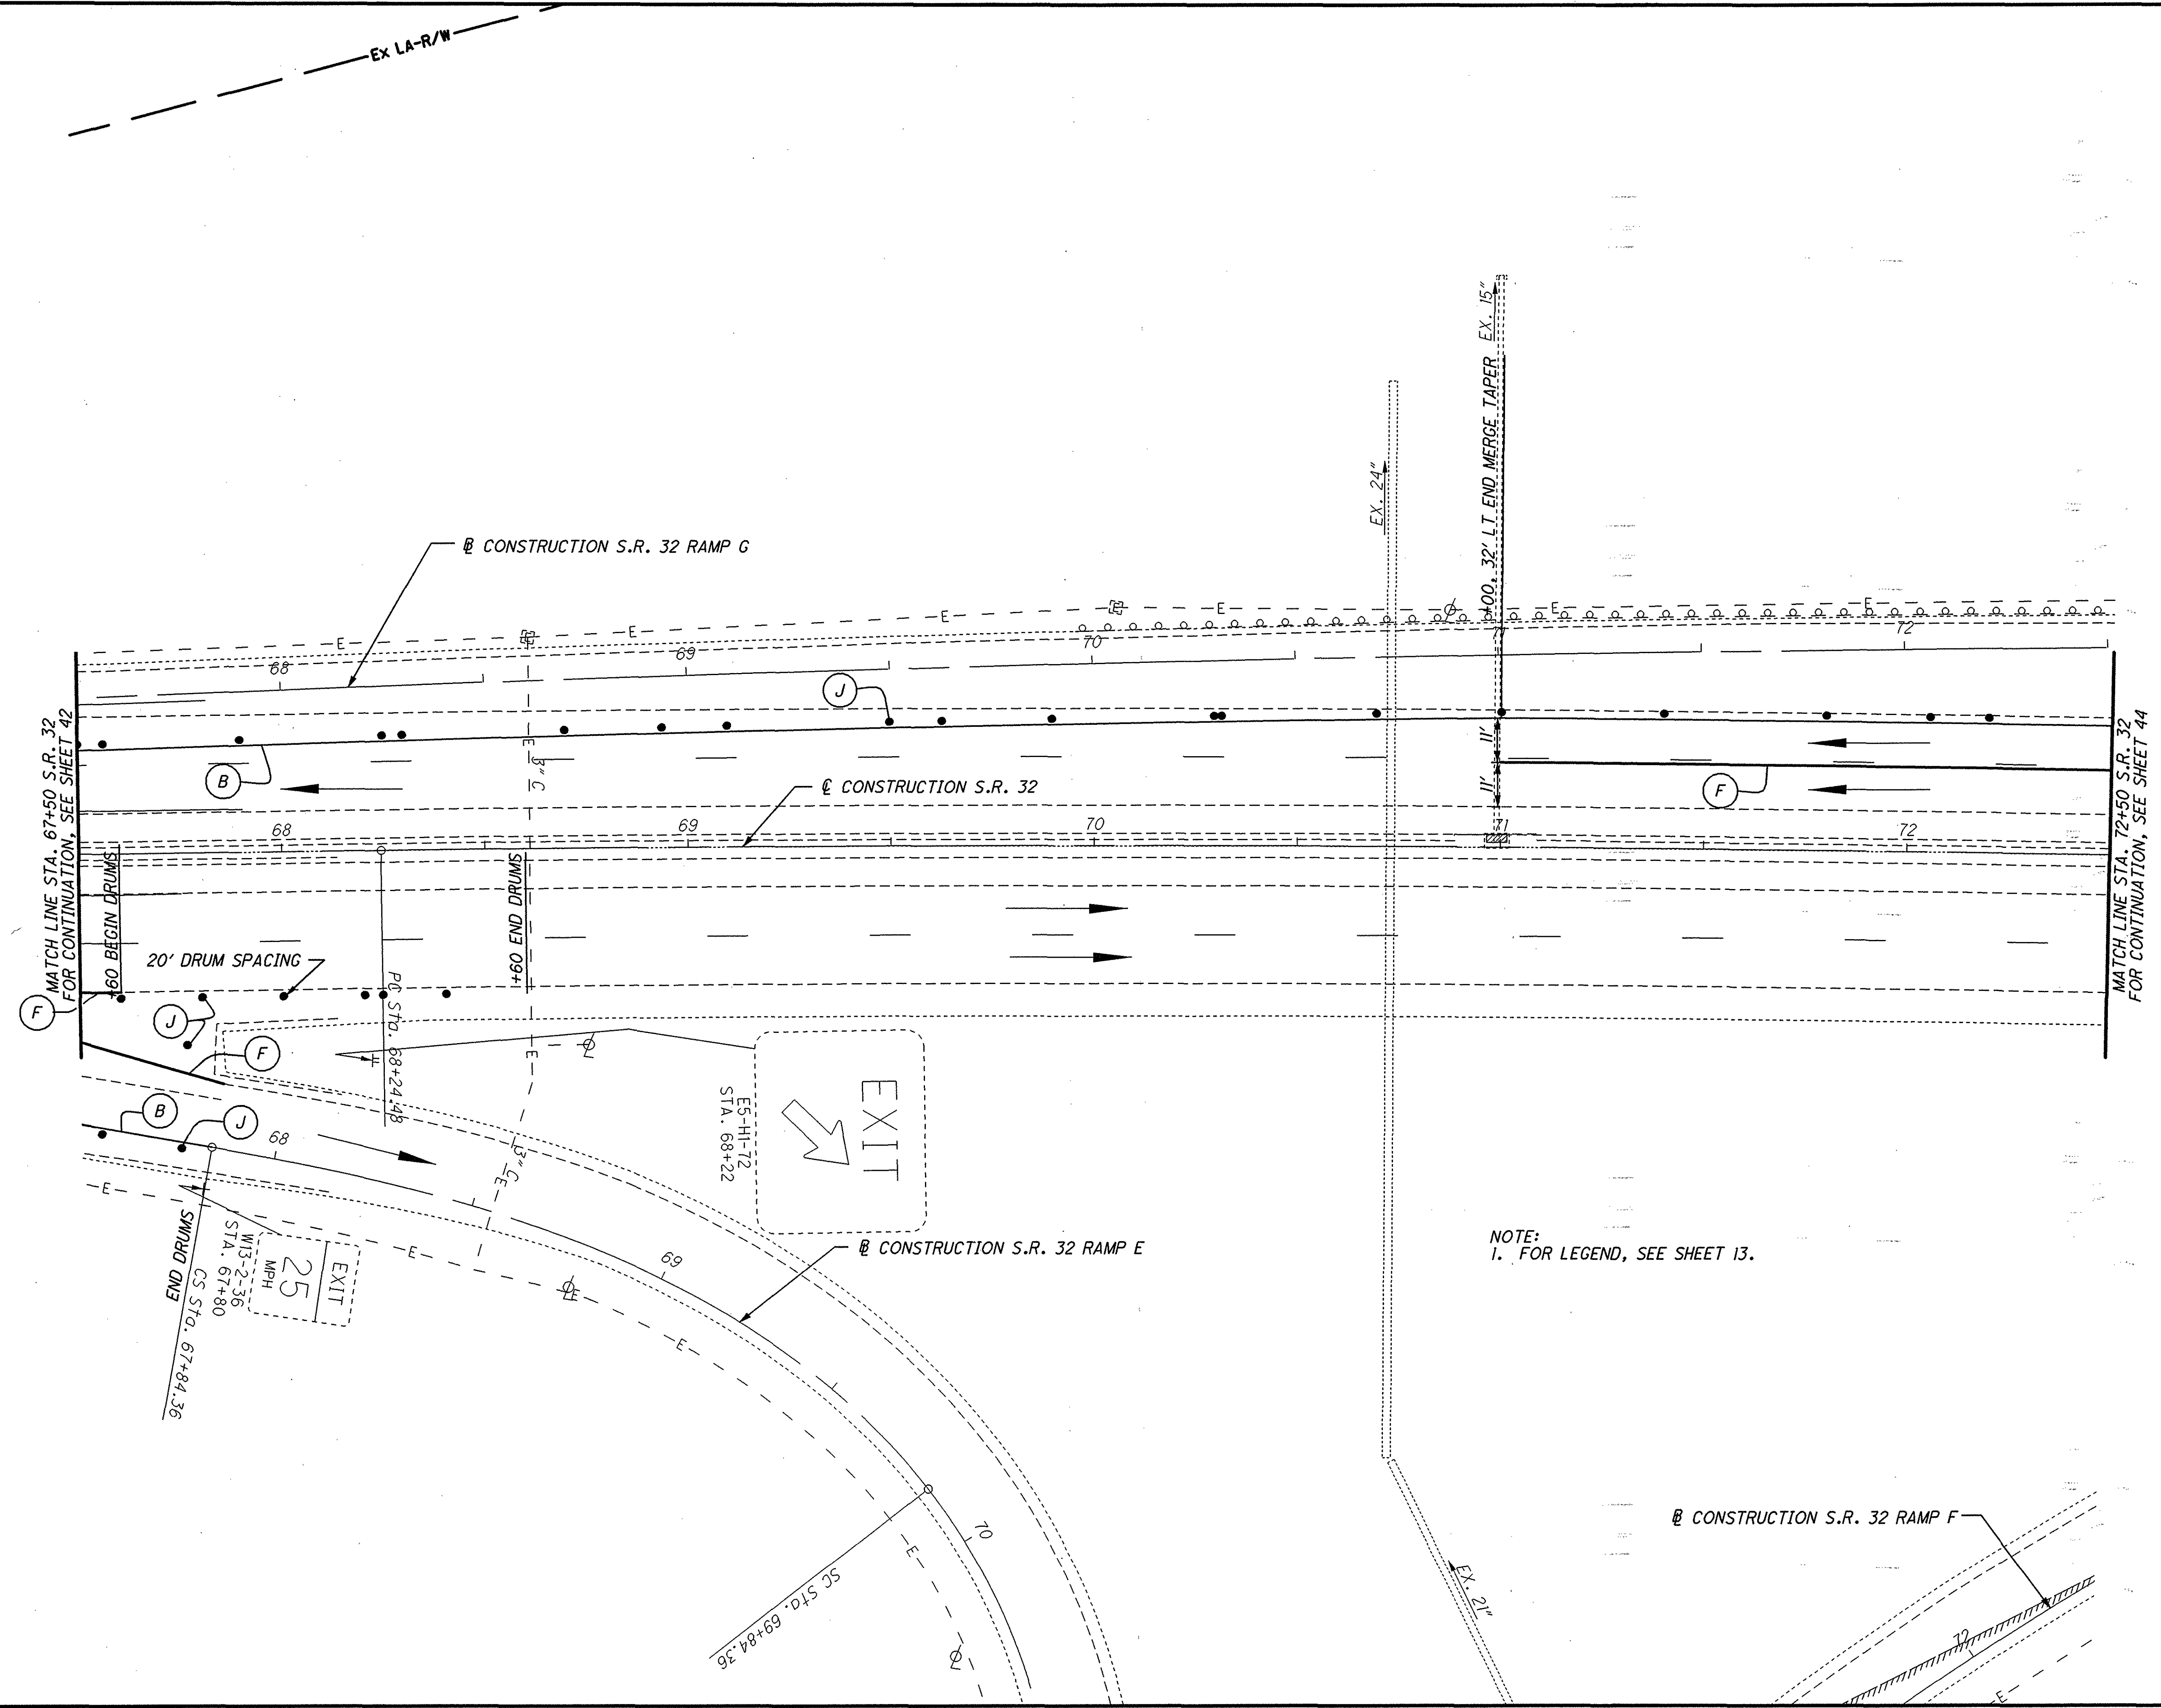 Ex LA-R/W
EX. 15"
+00, 32' LT END MERGE TAPER
EX. 24"
℄ CONSTRUCTION S.R. 32 RAMP G
E
E
E
E
E
E
68
69
70
71
72
J
B
3" C
E
11'
11'
F
℄ CONSTRUCTION S.R. 32
68
69
70
71
72
MATCH LINE STA. 67+50 S.R. 32
FOR CONTINUATION, SEE SHEET 42
MATCH LINE STA. 72+50 S.R. 32
FOR CONTINUATION, SEE SHEET 44
+60 BEGIN DRUMS
+60 END DRUMS
20' DRUM SPACING
F
J
F
PC Sta. 68+24.48
E
B
J
68
EXIT
E5-H1-72
STA. 68+22
3" C
E
E
END DRUMS
CS Sta. 67+84.36
W13-2-36
STA. 67+80
EXIT
25
MPH
E
E
69
℄ CONSTRUCTION S.R. 32 RAMP E
E
NOTE:
1. FOR LEGEND, SEE SHEET 13.
70
E
SC Sta. 69+84.36
EX. 21"
℄ CONSTRUCTION S.R. 32 RAMP F
72
E